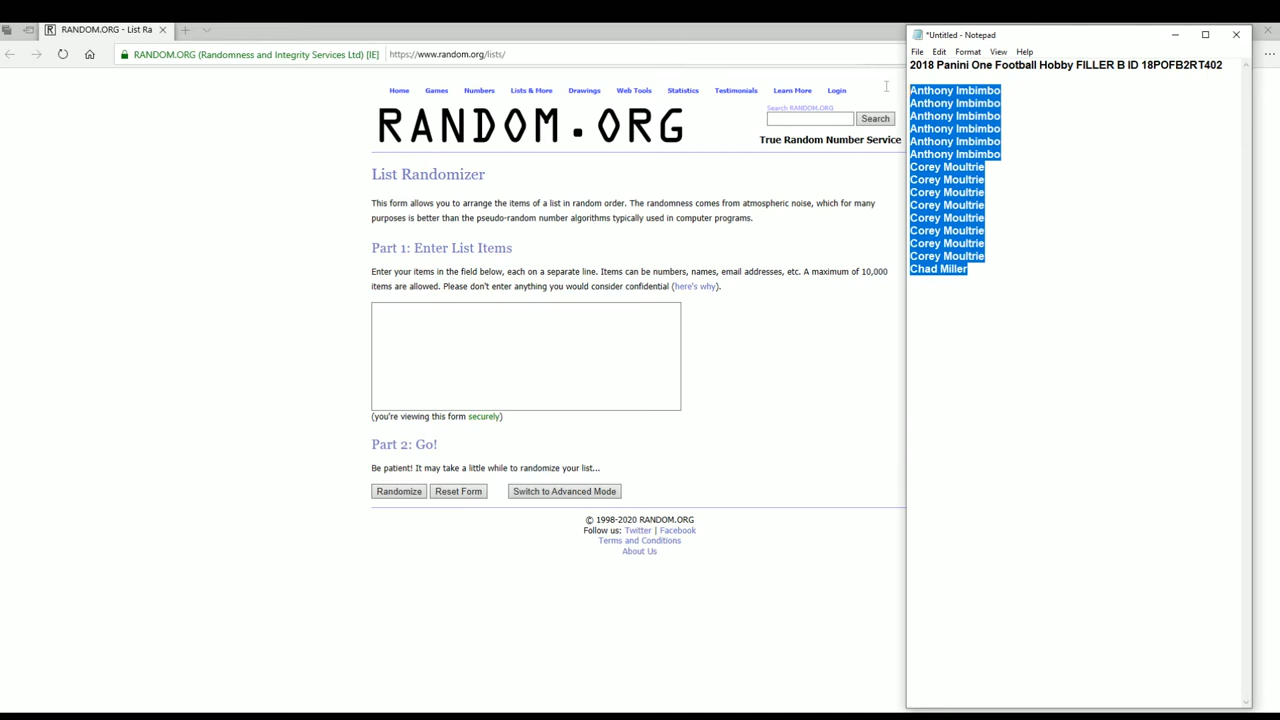 RANDOM.ORG - List Ra
RANDOM.ORG (Randomness and Integrity Services Ltd) [IE]
https://www.random.org/lists/
Home Games Numbers Lists & More Drawings Web Tools Statistics Testimonials Learn More Login
Search RANDOM.ORG
RANDOM.ORG
Search
True Random Number Service
List Randomizer
This form allows you to arrange the items of a list in random order. The randomness comes from atmospheric noise, which for many
purposes is better than the pseudo-random number algorithms typically used in computer programs.
Part 1: Enter List Items
Enter your items in the field below, each on a separate line. Items can be numbers, names, email addresses, etc. A maximum of 10,000
items are allowed. Please don't enter anything you would consider confidential (here's why).
(you're viewing this form securely)
Part 2: Go!
Be patient! It may take a little while to randomize your list...
Randomize Reset Form Switch to Advanced Mode
© 1998-2020 RANDOM.ORG
Follow us: Twitter | Facebook
Terms and Conditions
About Us
*Untitled - Notepad
File Edit Format View Help
2018 Panini One Football Hobby FILLER B ID 18POFB2RT402
Anthony Imbimbo
Anthony Imbimbo
Anthony Imbimbo
Anthony Imbimbo
Anthony Imbimbo
Anthony Imbimbo
Corey Moultrie
Corey Moultrie
Corey Moultrie
Corey Moultrie
Corey Moultrie
Corey Moultrie
Corey Moultrie
Corey Moultrie
Chad Miller